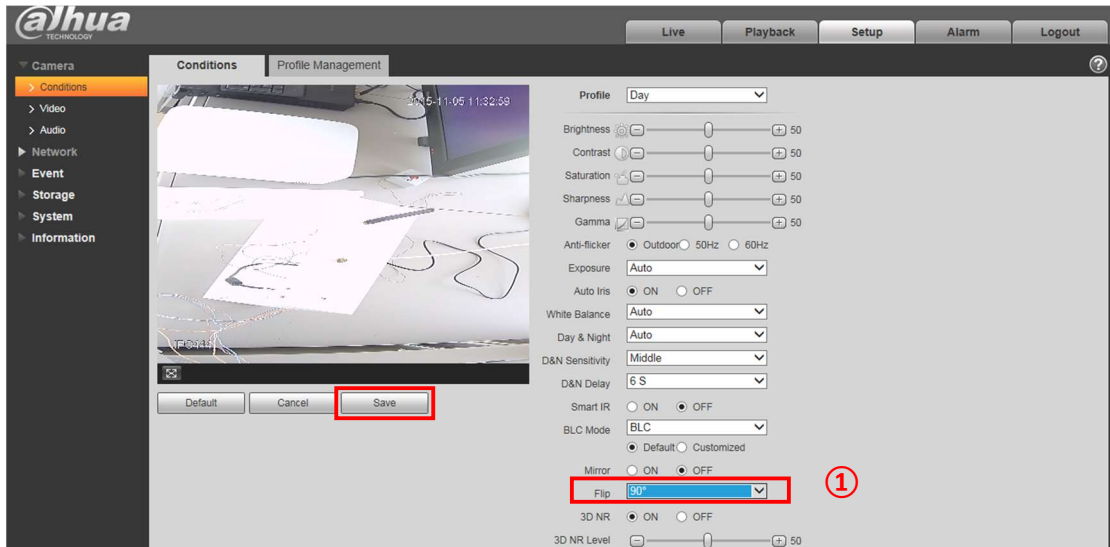 alhua
TECHNOLOGY
Live Playback Setup Alarm Logout
Camera
Conditions
Video
Audio
Network
Event
Storage
System
Information
Conditions Profile Management
?
2015-11-05 11:32:59
Default Cancel Save
Profile Day
Brightness 50
Contrast 50
Saturation 50
Sharpness 50
Gamma 50
Anti-flicker Outdoor 50Hz 60Hz
Exposure Auto
Auto Iris ON OFF
White Balance Auto
Day & Night Auto
D&N Sensitivity Middle
D&N Delay 6 S
Smart IR ON OFF
BLC Mode BLC
Default Customized
Mirror ON OFF
Flip 90°
①
3D NR ON OFF
3D NR Level 50